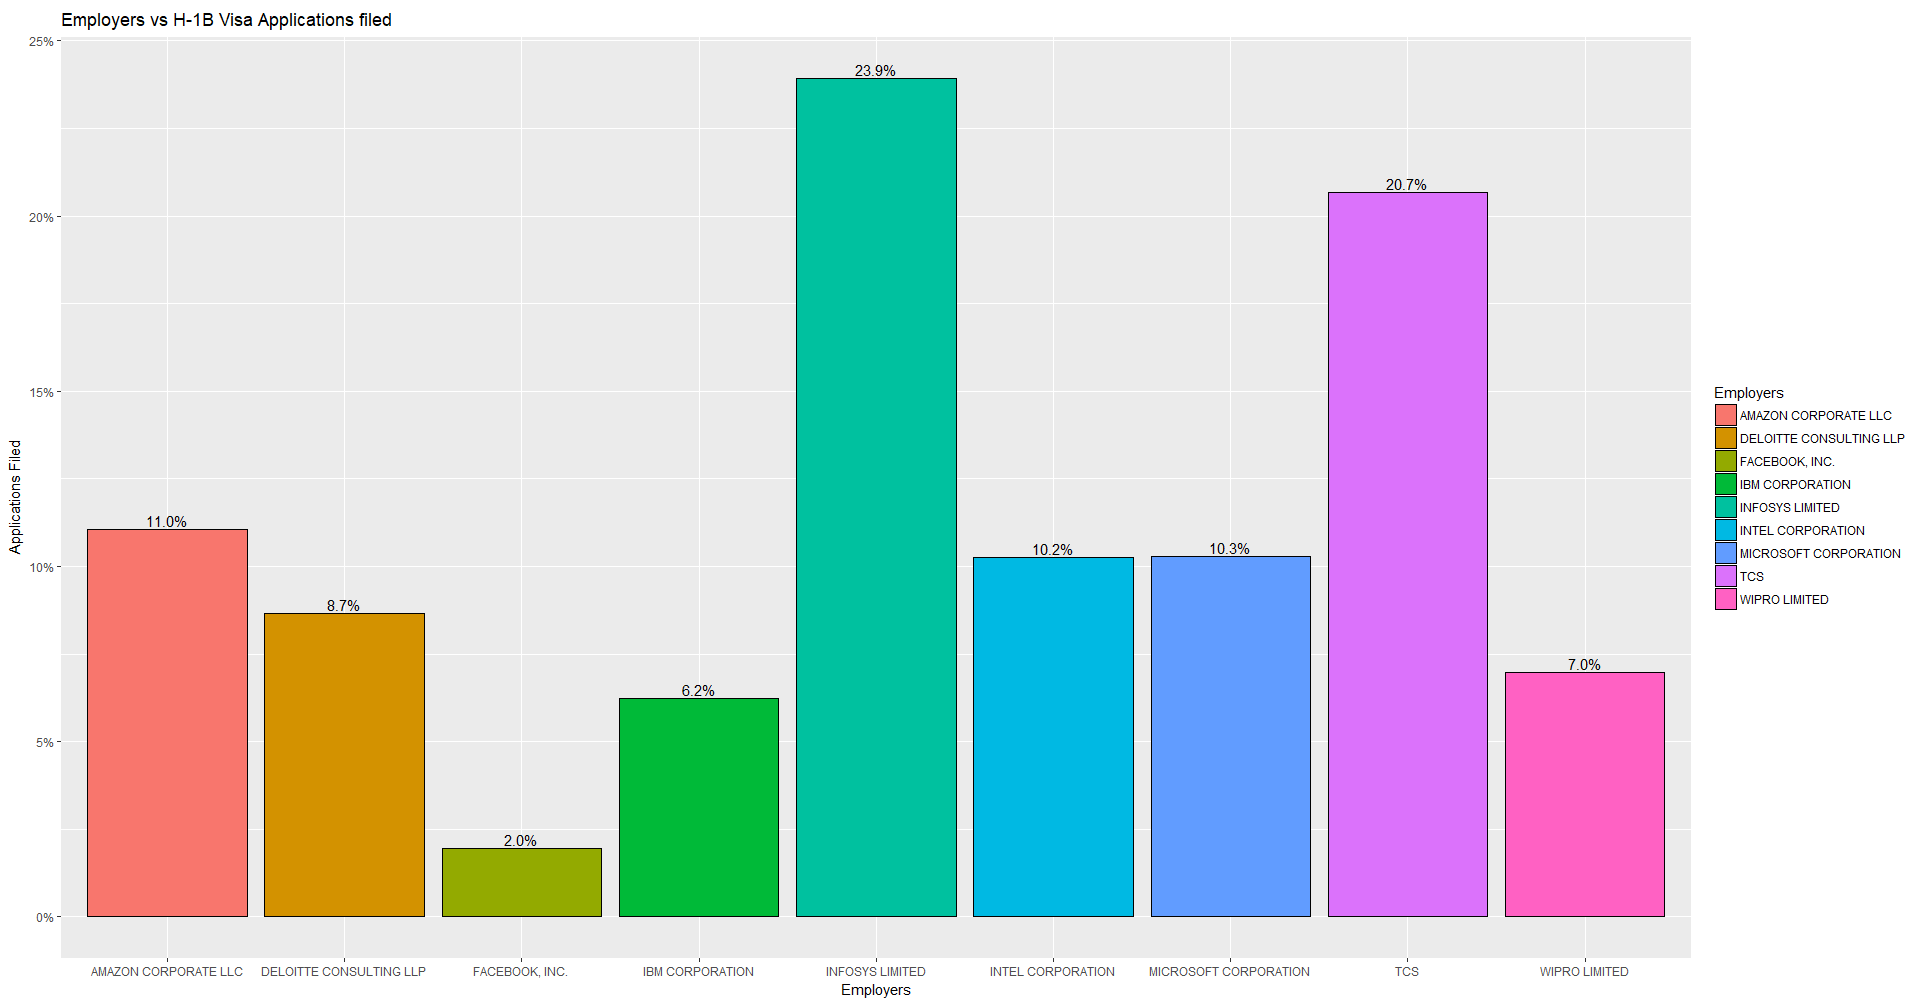 Employers vs H-1B Visa Applications filed
25%
20%
15%
10%
5%
0%
Applications Filed
11.0%
8.7%
2.0%
6.2%
23.9%
10.2%
10.3%
20.7%
7.0%
AMAZON CORPORATE LLC
DELOITTE CONSULTING LLP
FACEBOOK, INC.
IBM CORPORATION
INFOSYS LIMITED
INTEL CORPORATION
MICROSOFT CORPORATION
TCS
WIPRO LIMITED
Employers
Employers
AMAZON CORPORATE LLC
DELOITTE CONSULTING LLP
FACEBOOK, INC.
IBM CORPORATION
INFOSYS LIMITED
INTEL CORPORATION
MICROSOFT CORPORATION
TCS
WIPRO LIMITED